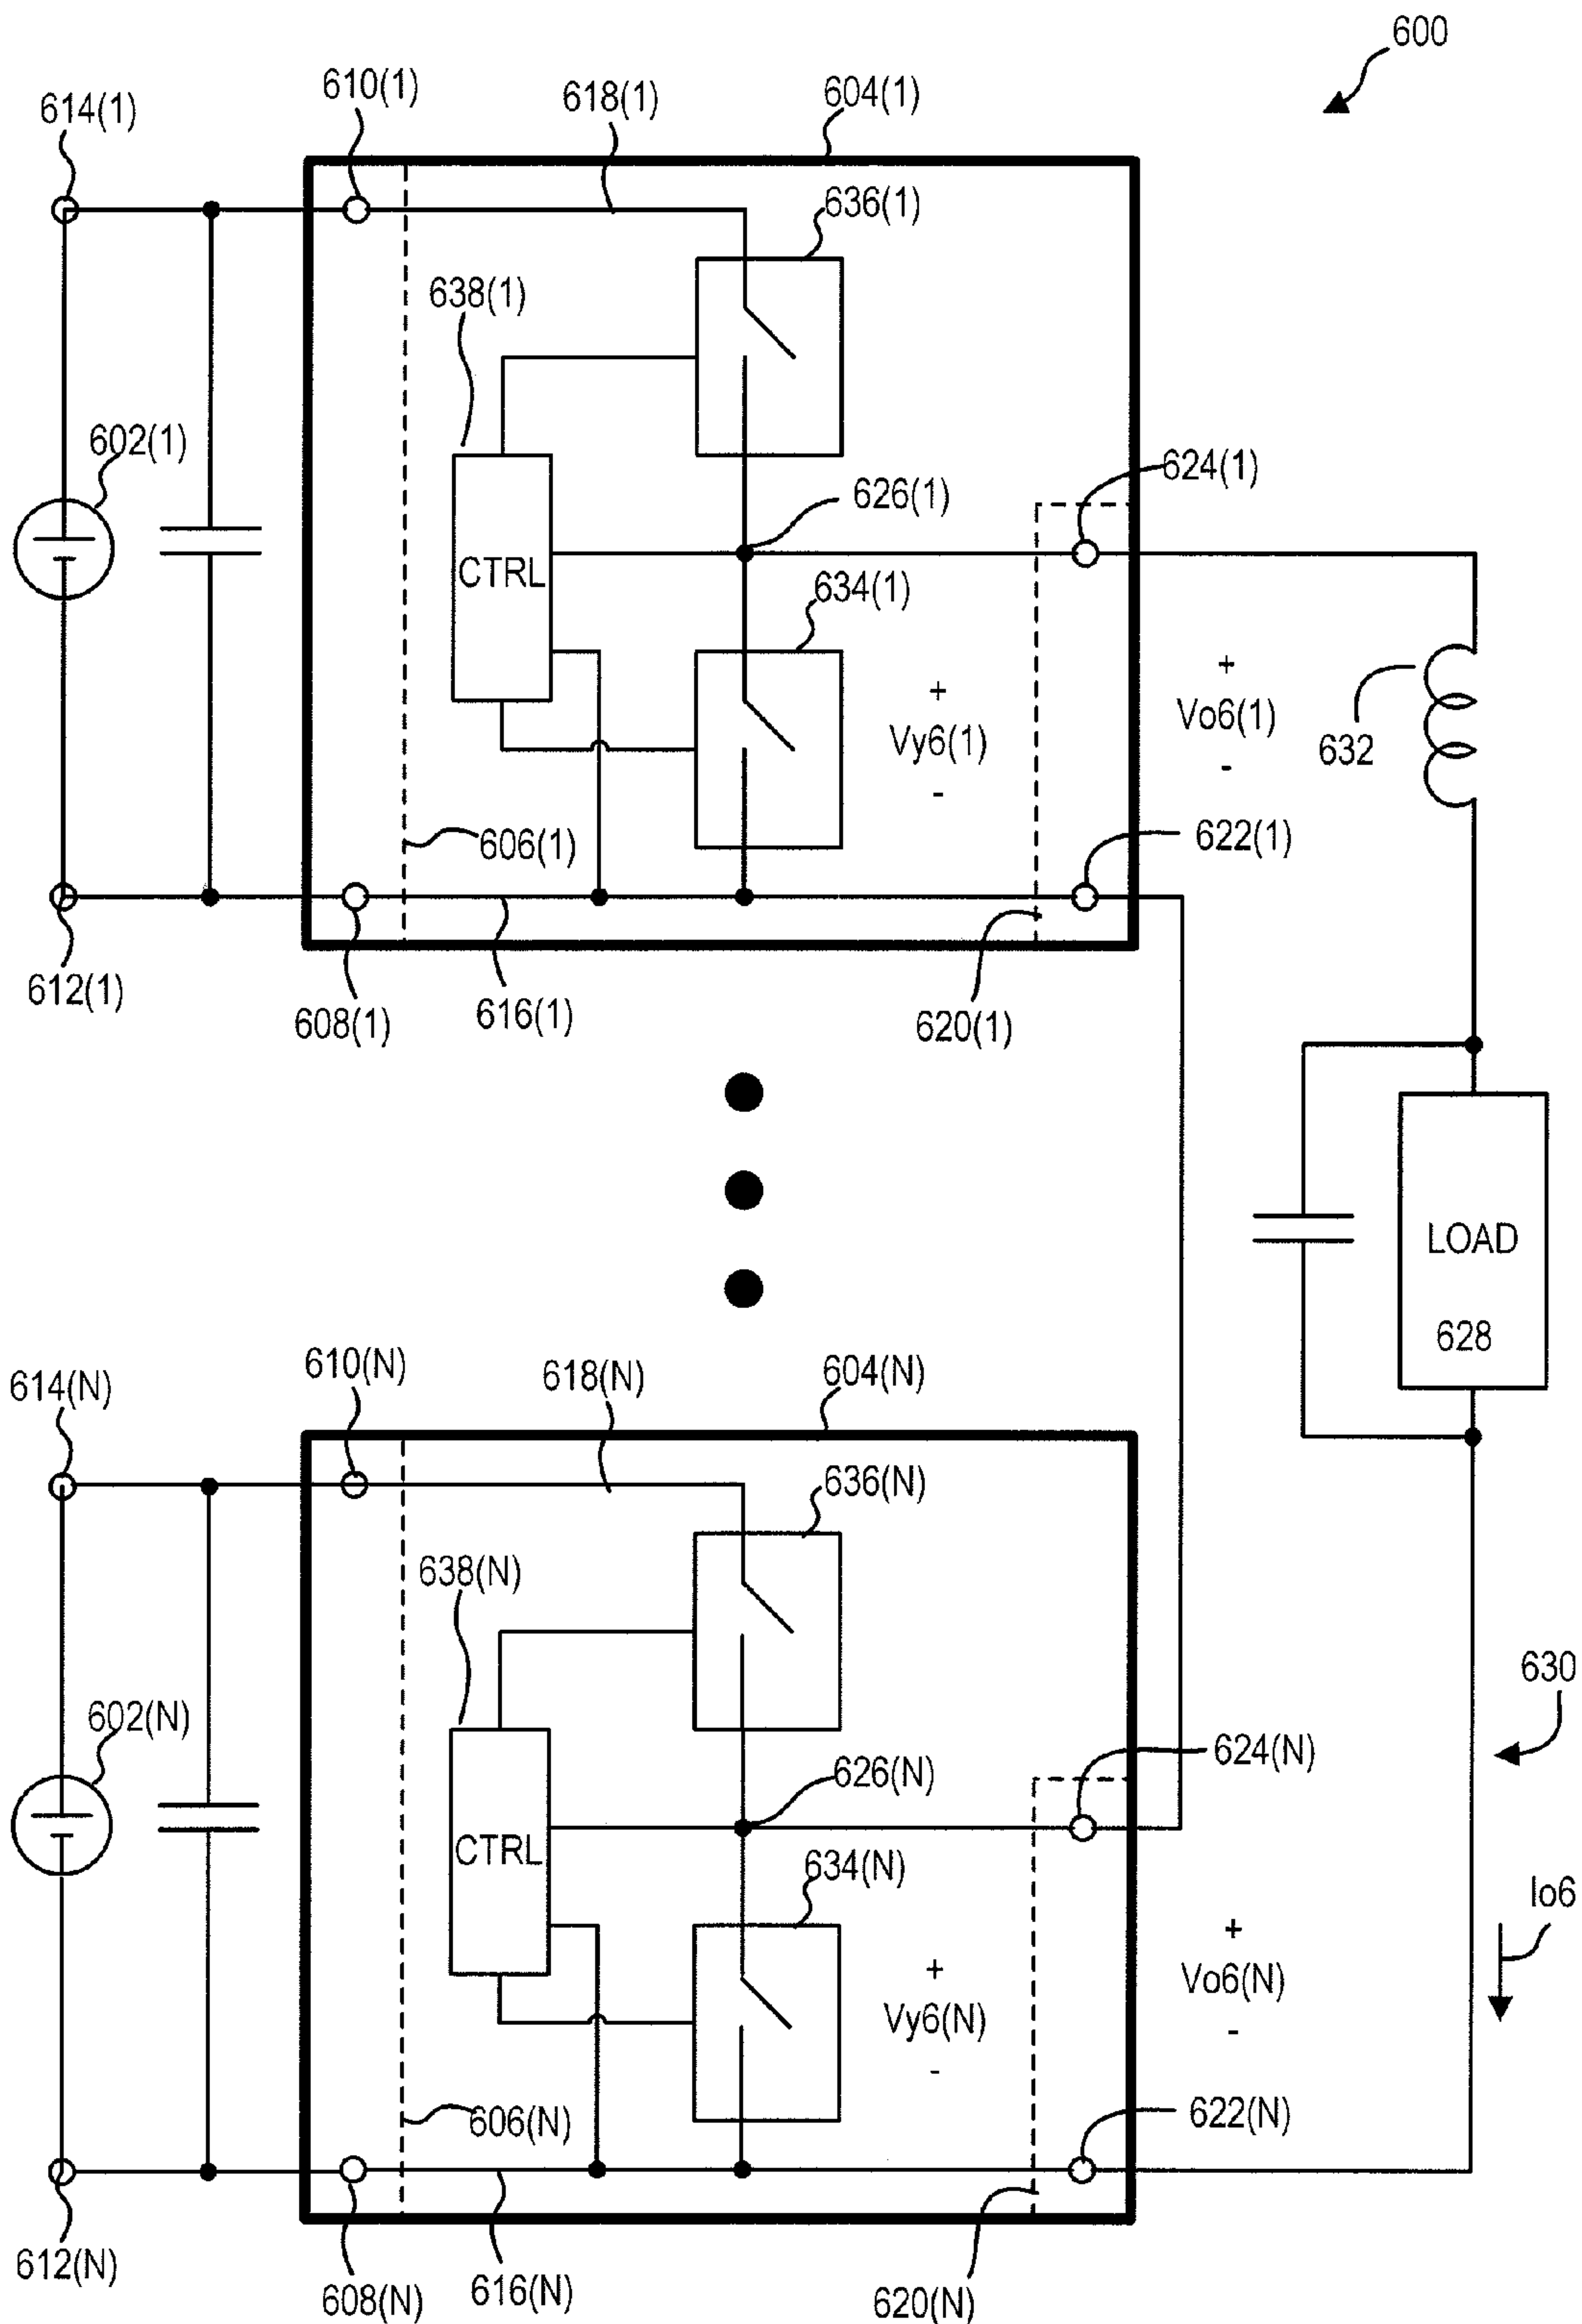 600
614(1)
610(1)
618(1)
604(1)
636(1)
638(1)
602(1)
626(1)
624(1)
CTRL
634(1)
+
Vy6(1)
-
+
Vo6(1)
-
632
606(1)
622(1)
612(1)
608(1)
616(1)
620(1)
LOAD
628
614(N)
610(N)
618(N)
604(N)
636(N)
638(N)
602(N)
630
626(N)
624(N)
CTRL
634(N)
Io6
+
Vy6(N)
-
+
Vo6(N)
-
606(N)
622(N)
612(N)
608(N)
616(N)
620(N)